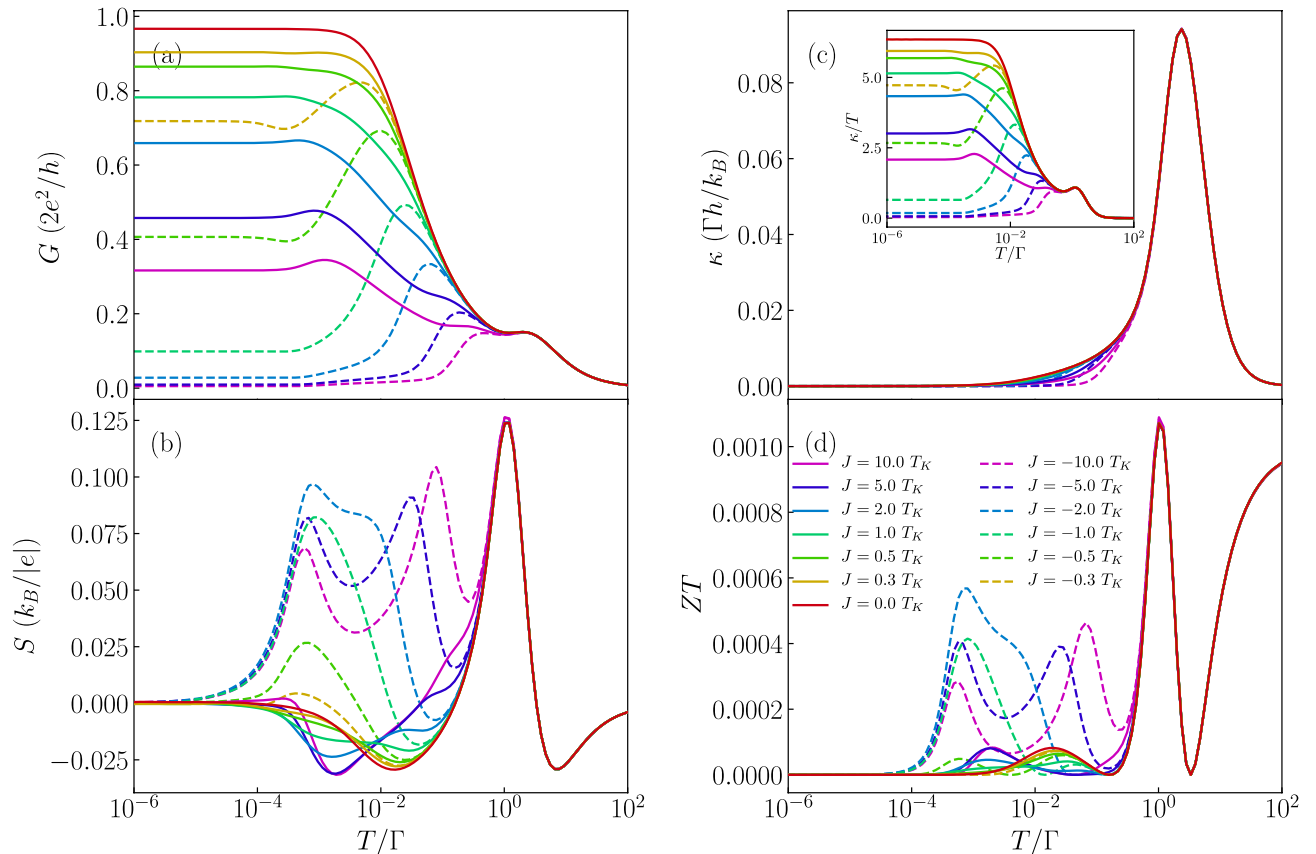 (a)
G (2e²/h)
1.0
0.8
0.6
0.4
0.2
0.0
(b)
S (k_B/|e|)
0.125
0.100
0.075
0.050
0.025
0.000
−0.025
10⁻⁶ 10⁻⁴ 10⁻² 10⁰ 10²
T/Γ
(c)
κ (Γh/k_B)
0.08
0.06
0.04
0.02
0.00
κ/T
5.0
2.5
0.0
10⁻⁶ 10⁻² 10²
T/Γ
(d)
ZT
0.0010
0.0008
0.0006
0.0004
0.0002
0.0000
J = 10.0 T_K J = −10.0 T_K
J = 5.0 T_K J = −5.0 T_K
J = 2.0 T_K J = −2.0 T_K
J = 1.0 T_K J = −1.0 T_K
J = 0.5 T_K J = −0.5 T_K
J = 0.3 T_K J = −0.3 T_K
J = 0.0 T_K
10⁻⁶ 10⁻⁴ 10⁻² 10⁰ 10²
T/Γ